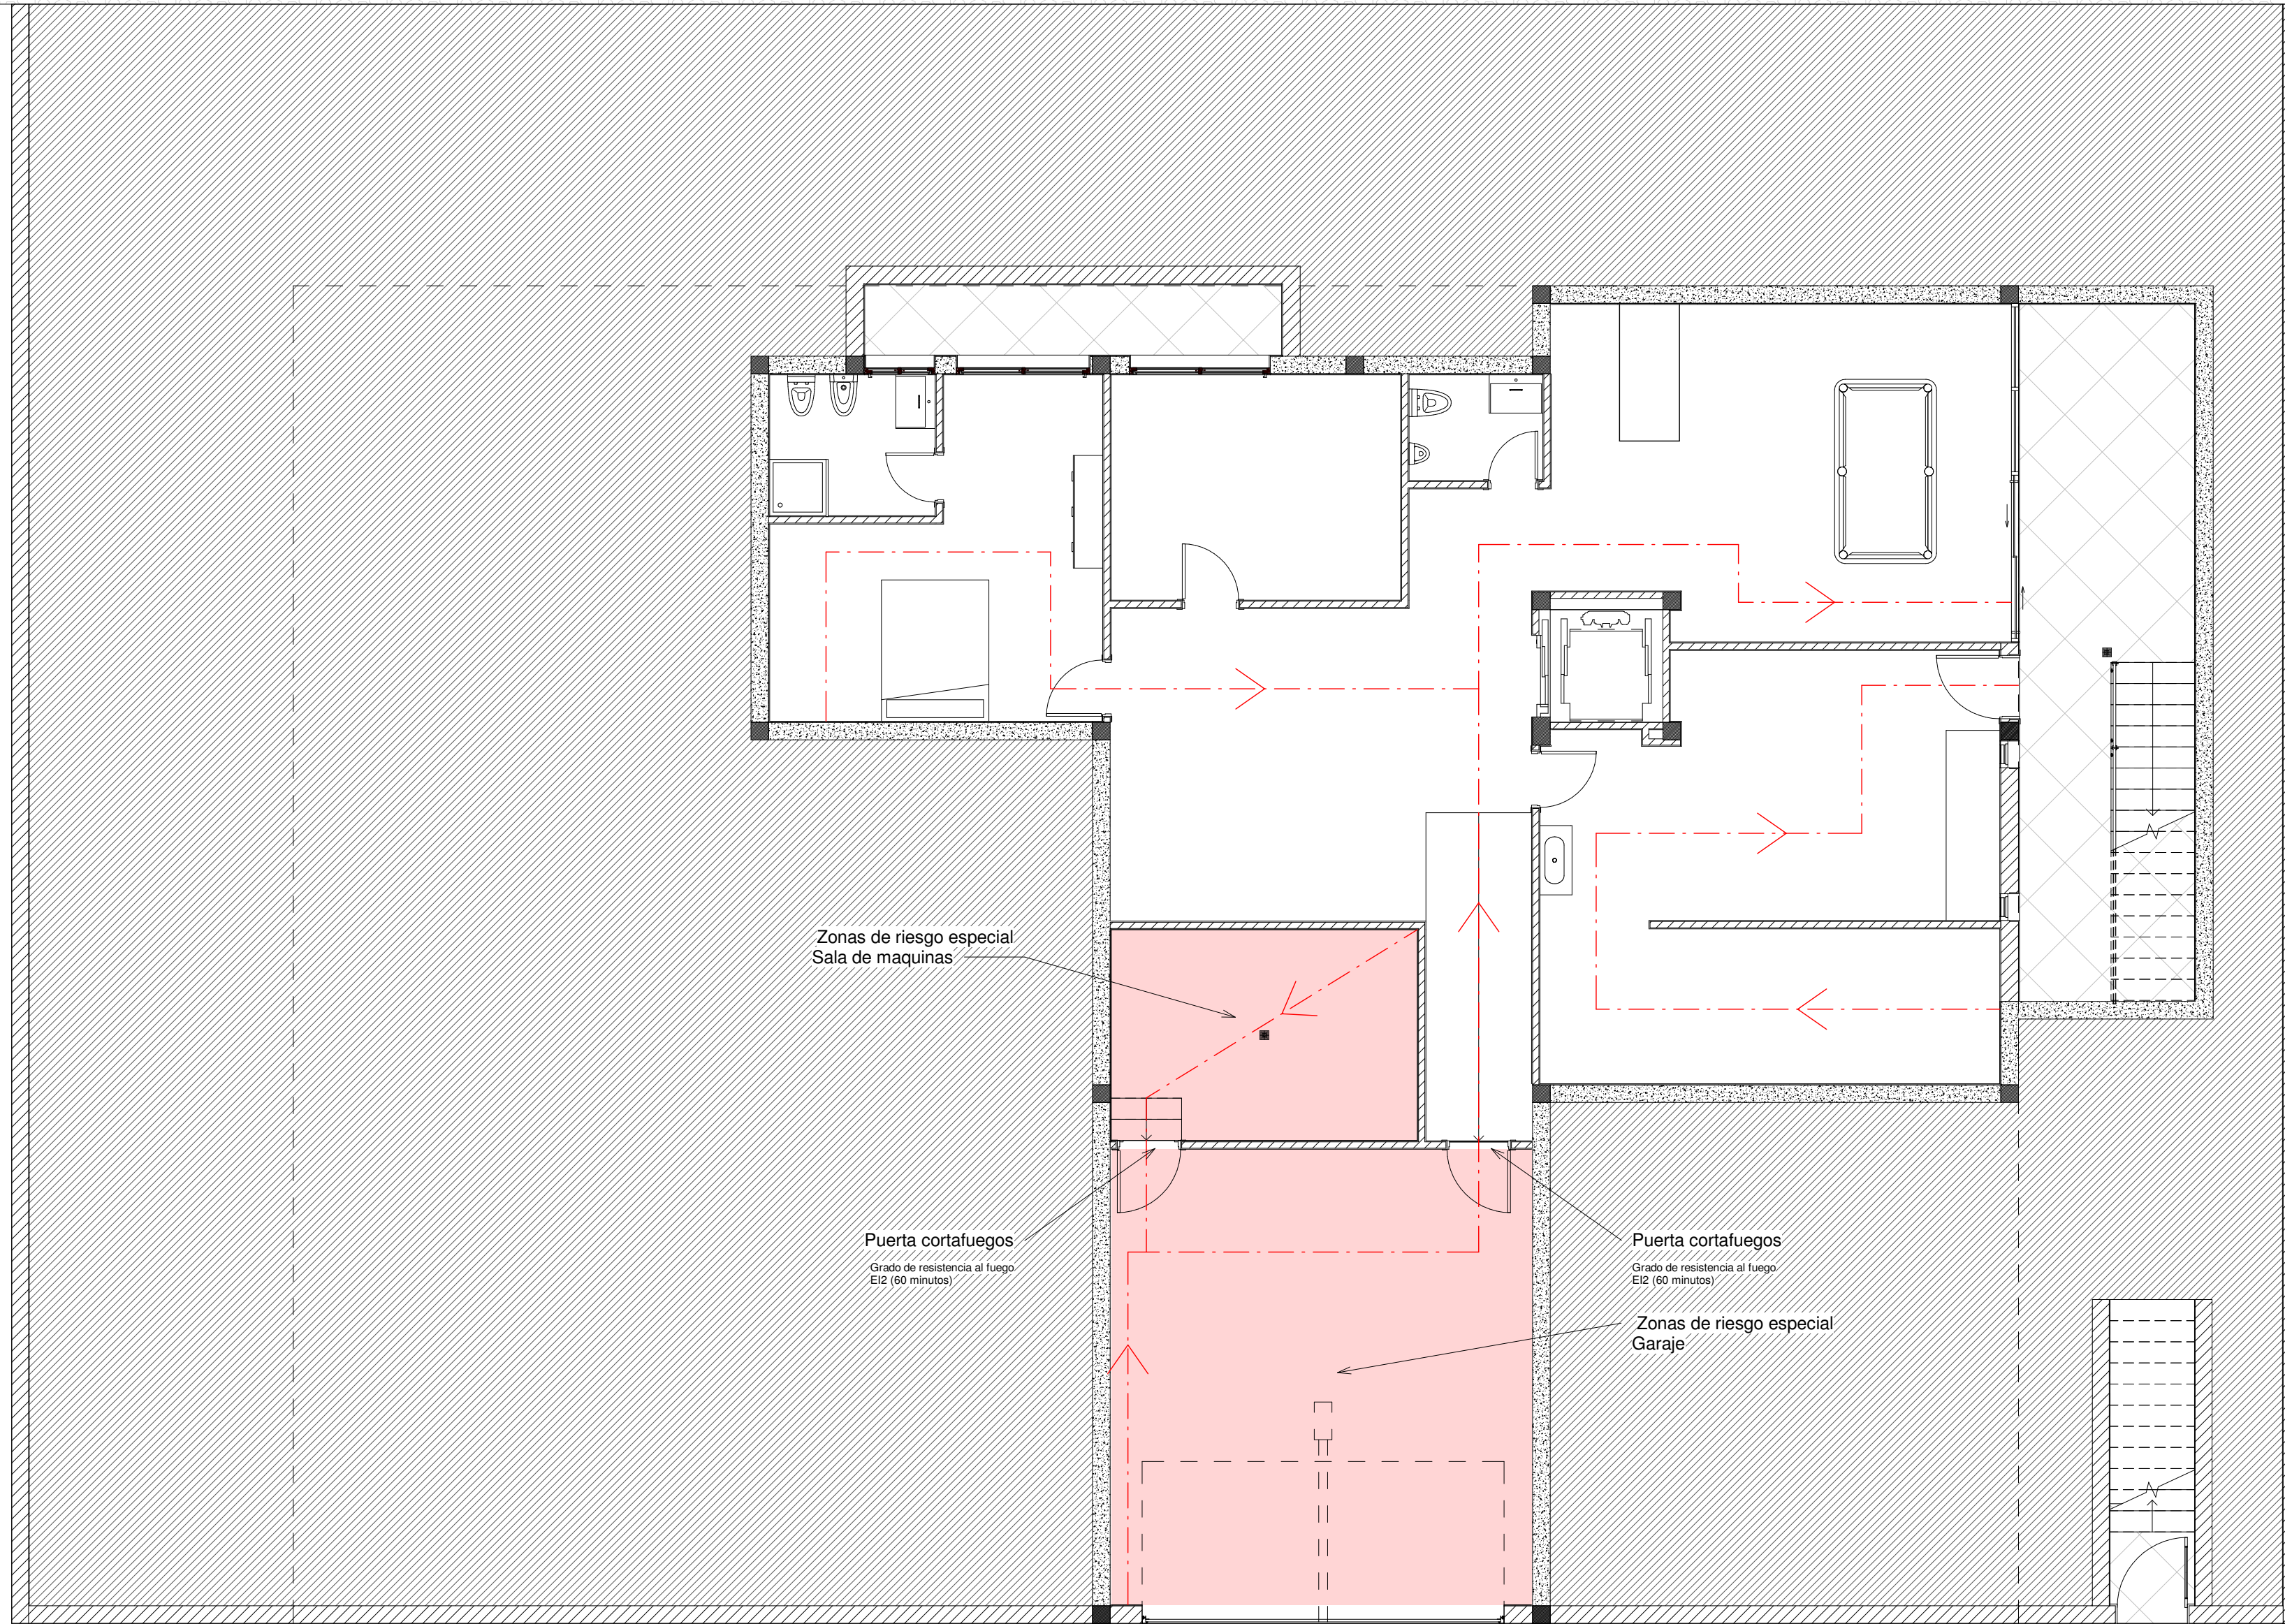 Zonas de riesgo especial
Sala de maquinas
Puerta cortafuegos
Grado de resistencia al fuego
EI2 (60 minutos)
Puerta cortafuegos
Grado de resistencia al fuego
EI2 (60 minutos)
Zonas de riesgo especial
Garaje